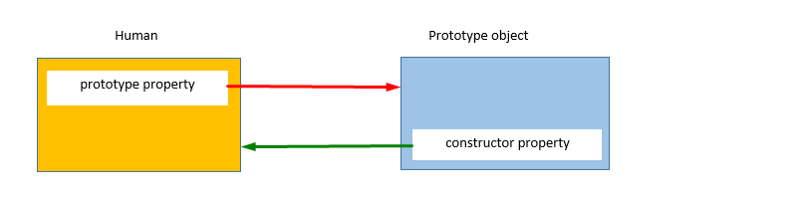 Human
Prototype object
prototype property
constructor property